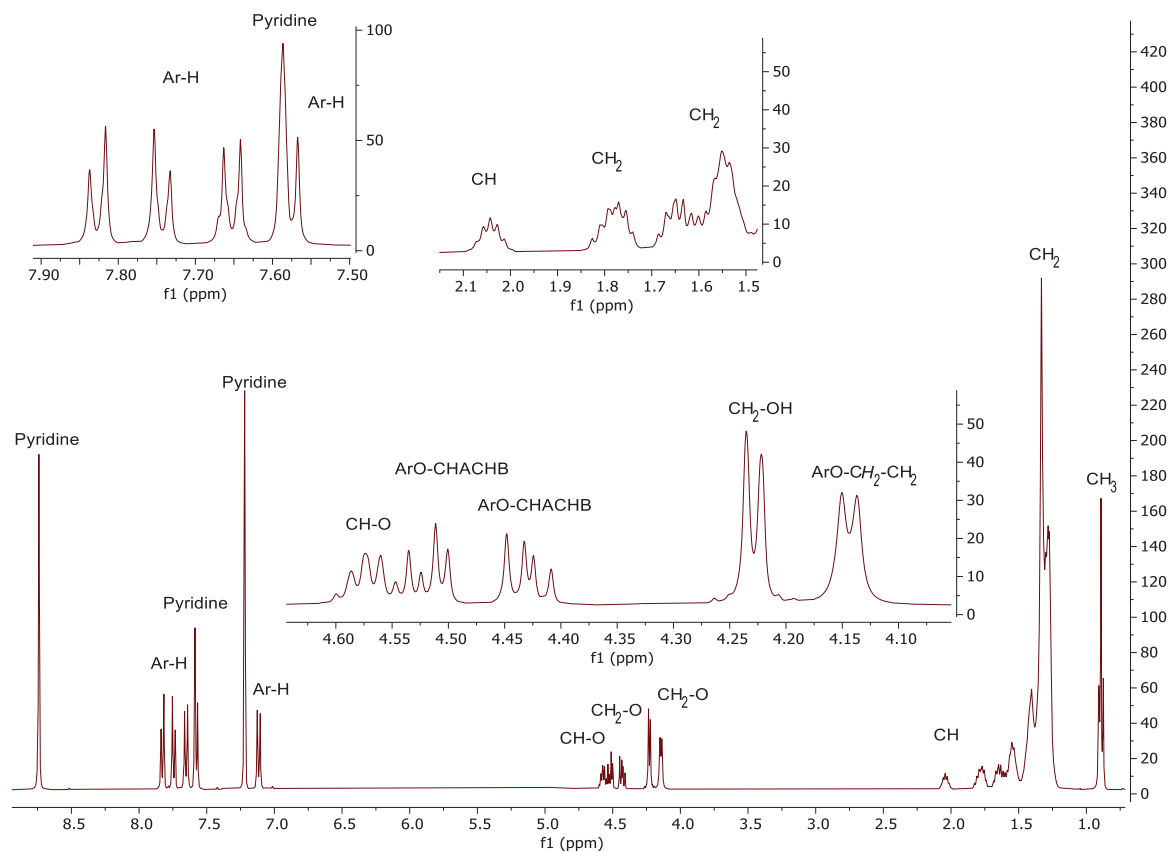 Pyridine
100
Ar-H
Ar-H
50
0
7.90 7.80 7.70 7.60 7.50
f1 (ppm)
50
CH2
40
30
CH2
CH
20
10
0
2.1 2.0 1.9 1.8 1.7 1.6 1.5
f1 (ppm)
420
400
380
360
340
320
300
CH2
280
260
240
220
Pyridine
200
Pyridine
180
CH3
160
140
120
100
80
60
40
20
0
CH2-OH
50
ArO-CHACHB
ArO-CH2-CH2
40
ArO-CHACHB
30
CH-O
20
10
0
4.60 4.55 4.50 4.45 4.40 4.35 4.30 4.25 4.20 4.15 4.10
f1 (ppm)
Pyridine
Ar-H
Ar-H
CH2-O
CH2-O
CH-O
CH
8.5 8.0 7.5 7.0 6.5 6.0 5.5 5.0 4.5 4.0 3.5 3.0 2.5 2.0 1.5 1.0
f1 (ppm)